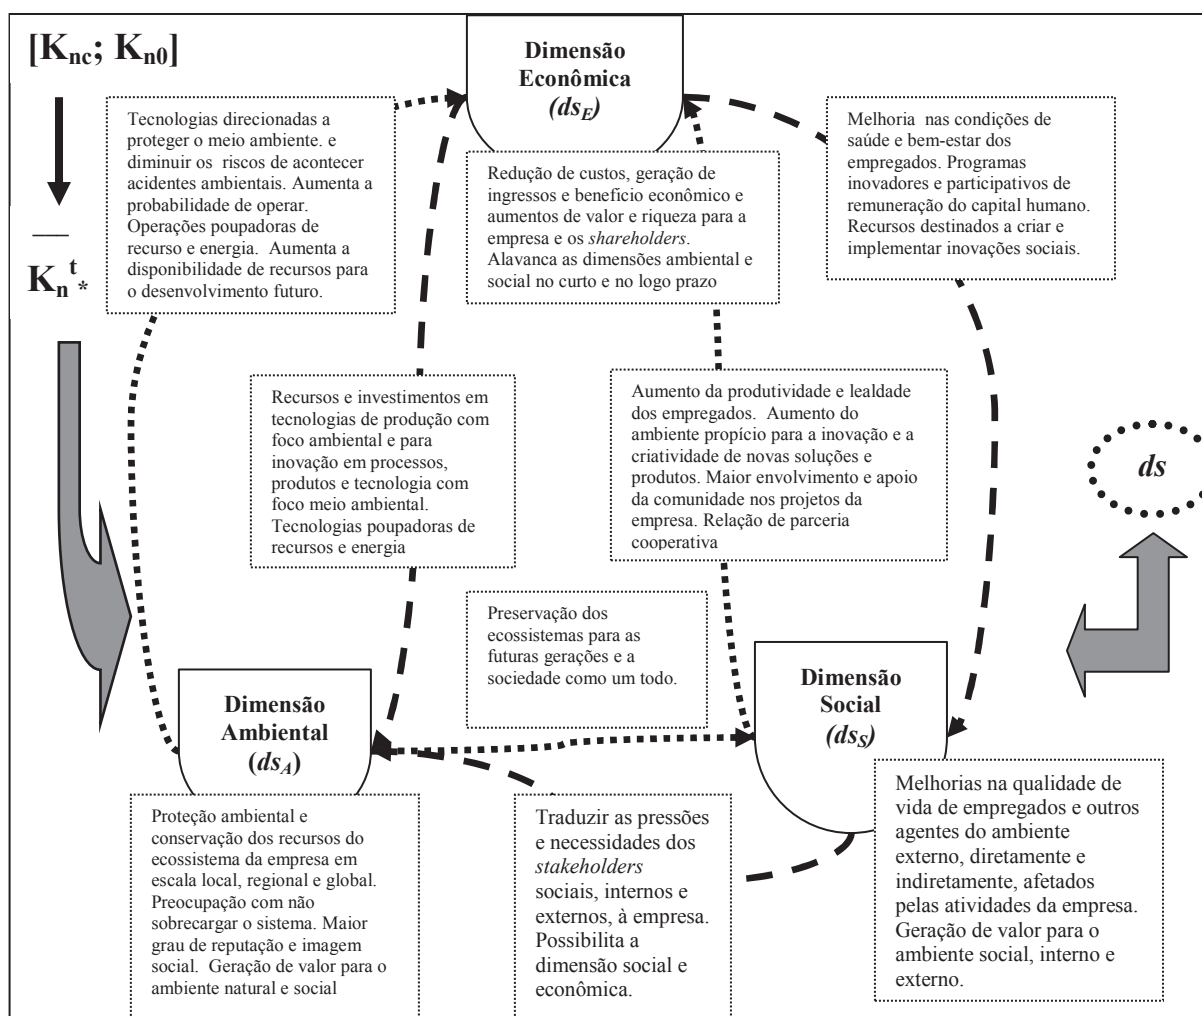 [Knc; Kn0]
Dimensão
Econômica
(dsE)
Tecnologias direcionadas a
proteger o meio ambiente. e
diminuir os riscos de acontecer
acidentes ambientais. Aumenta a
probabilidade de operar.
Operações poupadoras de
recurso e energia. Aumenta a
disponibilidade de recursos para
o desenvolvimento futuro.
Redução de custos, geração de
ingressos e benefício econômico e
aumentos de valor e riqueza para a
empresa e os shareholders.
Alavanca as dimensões ambiental e
social no curto e no logo prazo
Melhoria nas condições de
saúde e bem-estar dos
empregados. Programas
inovadores e participativos de
remuneração do capital humano.
Recursos destinados a criar e
implementar inovações sociais.
Kn t *
Recursos e investimentos em
tecnologias de produção com
foco ambiental e para
inovação em processos,
produtos e tecnologia com
foco meio ambiental.
Tecnologias poupadoras de
recursos e energia
Aumento da produtividade e lealdade
dos empregados. Aumento do
ambiente propício para a inovação e a
criatividade de novas soluções e
produtos. Maior envolvimento e apoio
da comunidade nos projetos da
empresa. Relação de parceria
cooperativa
ds
Preservação dos
ecossistemas para as
futuras gerações e a
sociedade como um todo.
Dimensão
Ambiental
(dsA)
Dimensão
Social
(dsS)
Proteção ambiental e
conservação dos recursos do
ecossistema da empresa em
escala local, regional e global.
Preocupação com não
sobrecargar o sistema. Maior
grau de reputação e imagem
social. Geração de valor para o
ambiente natural e social
Traduzir as pressões
e necessidades dos
stakeholders
sociais, internos e
externos, à empresa.
Possibilita a
dimensão social e
econômica.
Melhorias na qualidade de
vida de empregados e outros
agentes do ambiente
externo, diretamente e
indiretamente, afetados
pelas atividades da empresa.
Geração de valor para o
ambiente social, interno e
externo.